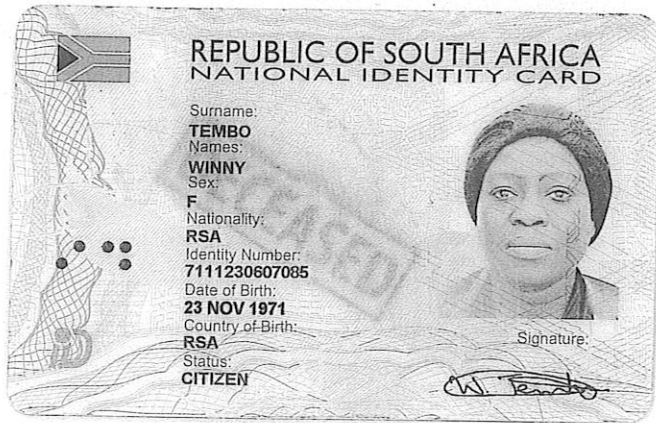 REPUBLIC OF SOUTH AFRICA
NATIONAL IDENTITY CARD
Surname:
TEMBO
Names:
WINNY
Sex:
F
Nationality:
RSA
Identity Number:
7111230607085
Date of Birth:
23 NOV 1971
Country of Birth:
RSA
Status:
CITIZEN
DECEASED
Signature:
W. Tembo